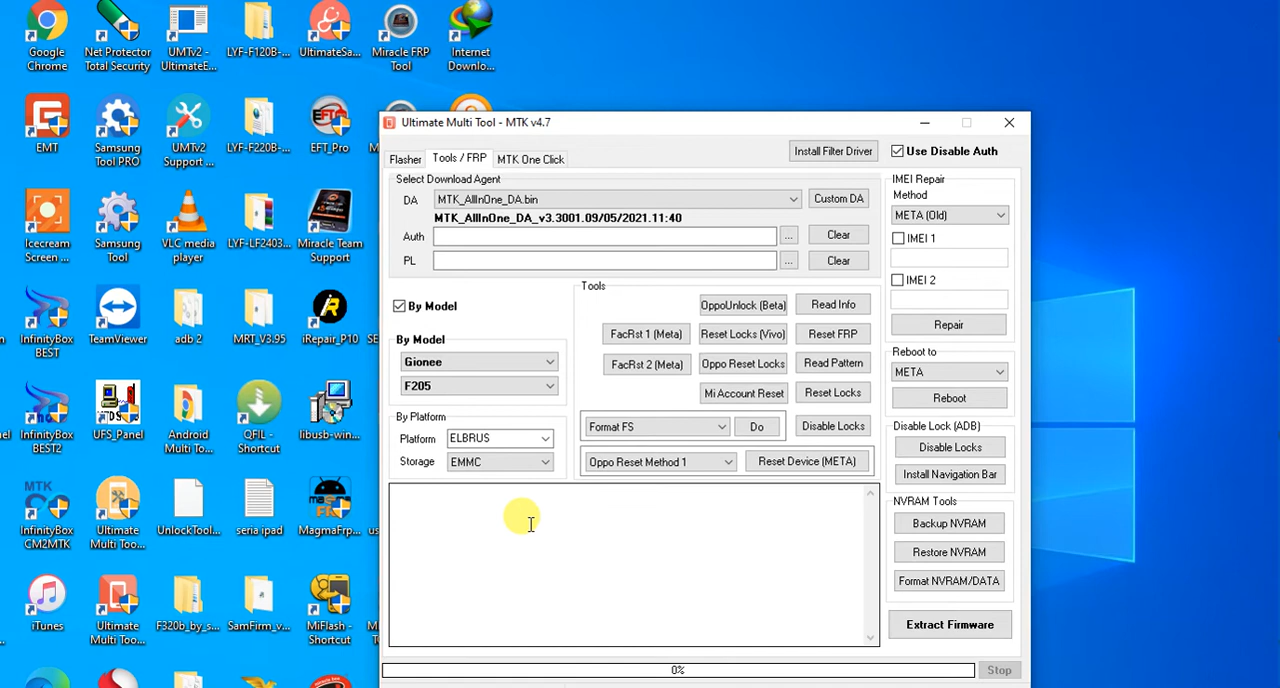 Google
Chrome
Net Protector
Total Security
UMTv2 -
UltimateE...
LYF-F120B-...
UltimateSa...
Miracle FRP
Tool
Internet
Downlo...
EMT
Samsung
Tool PRO
UMTv2
Support ...
LYF-F220B-...
EFT_Pro
Icecream
Screen ...
Samsung
Tool
VLC media
player
LYF-LF2403...
Miracle Team
Support
InfinityBox
BEST
TeamViewer
adb 2
MRT_V3.95
iRepair_P10
SE
InfinityBox
BEST2
UFS_Panel
Android
Multi To...
QFIL -
Shortcut
libusb-win...
MTK
InfinityBox
CM2MTK
Ultimate
Multi Too...
UnlockTool...
seria ipad
MagmaFrp...
us
iTunes
Ultimate
Multi Too...
F320b_by_s...
SamFirm_v...
MiFlash -
Shortcut
Ultimate Multi Tool - MTK v4.7
Flasher
Tools / FRP
MTK One Click
Install Filter Driver
Use Disable Auth
Select Download Agent
DA
MTK_AllInOne_DA.bin
Custom DA
MTK_AllInOne_DA_v3.3001.09/05/2021.11:40
Auth
...
Clear
PL
...
Clear
By Model
By Model
Gionee
F205
By Platform
Platform
ELBRUS
Storage
EMMC
Tools
OppoUnlock (Beta)
Read Info
FacRst 1 (Meta)
Reset Locks (Vivo)
Reset FRP
FacRst 2 (Meta)
Oppo Reset Locks
Read Pattern
Mi Account Reset
Reset Locks
Format FS
Do
Disable Locks
Oppo Reset Method 1
Reset Device (META)
IMEI Repair
Method
META (Old)
IMEI 1
IMEI 2
Repair
Reboot to
META
Reboot
Disable Lock (ADB)
Disable Locks
Install Navigation Bar
NVRAM Tools
Backup NVRAM
Restore NVRAM
Format NVRAM/DATA
Extract Firmware
0%
Stop